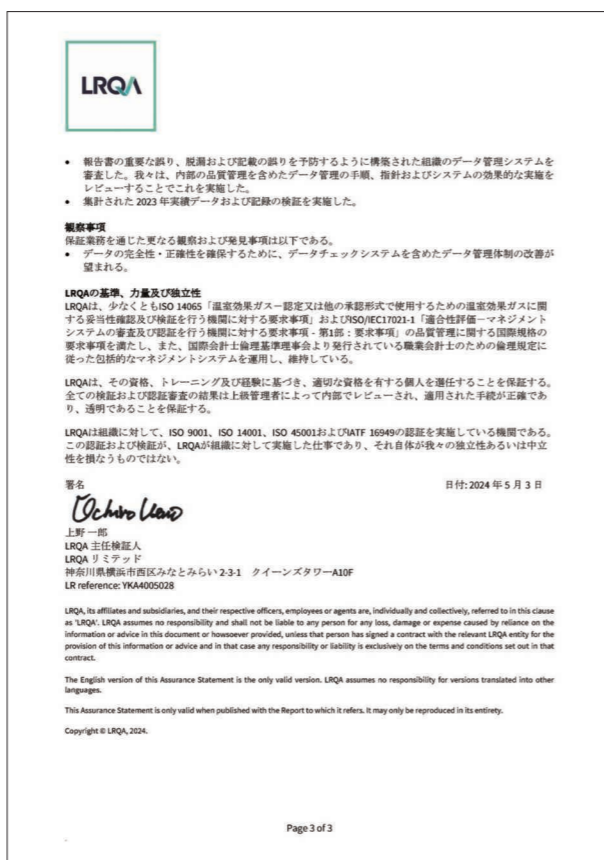 LRQA
• 報告書の重要な誤り、脱漏および記載の誤りを予防するように構築された組織のデータ管理システムを
審査した。我々は、内部の品質管理を含めたデータ管理の手順、指針およびシステムの効果的な実施を
レビューすることでこれを実施した。
• 集計された 2023 年実績データおよび記録の検証を実施した。
観察事項
保証業務を通じた更なる観察および発見事項は以下である。
• データの完全性・正確性を確保するために、データチェックシステムを含めたデータ管理体制の改善が
望まれる。
LRQAの基準、力量及び独立性
LRQAは、少なくともISO 14065「温室効果ガス－認定又は他の承認形式で使用するための温室効果ガスに関
する妥当性確認及び検証を行う機関に対する要求事項」およびISO/IEC17021-1「適合性評価－マネジメント
システムの審査及び認証を行う機関に対する要求事項 - 第1部：要求事項」の品質管理に関する国際規格の
要求事項を満たし、また、国際会計士倫理基準理事会より発行されている職業会計士のための倫理規定に
従った包括的なマネジメントシステムを運用し、維持している。
LRQAは、その資格、トレーニング及び経験に基づき、適切な資格を有する個人を選任することを保証する。
全ての検証および認証審査の結果は上級管理者によって内部でレビューされ、適用された手続が正確であ
り、透明であることを保証する。
LRQAは組織に対して、ISO 9001、ISO 14001、ISO 45001およびIATF 16949の認証を実施している機関である。
この認証および検証が、LRQAが組織に対して実施した仕事であり、それ自体が我々の独立性あるいは中立
性を損なうものではない。
署名 日付: 2024 年 5 月 3 日
上野 一郎
LRQA 主任検証人
LRQA リミテッド
神奈川県横浜市西区みなとみらい 2-3-1 クイーンズタワーA10F
LR reference: YKA4005028
LRQA, its affiliates and subsidiaries, and their respective officers, employees or agents are, individually and collectively, referred to in this clause
as 'LRQA'. LRQA assumes no responsibility and shall not be liable to any person for any loss, damage or expense caused by reliance on the
information or advice in this document or howsoever provided, unless that person has signed a contract with the relevant LRQA entity for the
provision of this information or advice and in that case any responsibility or liability is exclusively on the terms and conditions set out in that
contract.
The English version of this Assurance Statement is the only valid version. LRQA assumes no responsibility for versions translated into other
languages.
This Assurance Statement is only valid when published with the Report to which it refers. It may only be reproduced in its entirety.
Copyright © LRQA, 2024.
Page 3 of 3